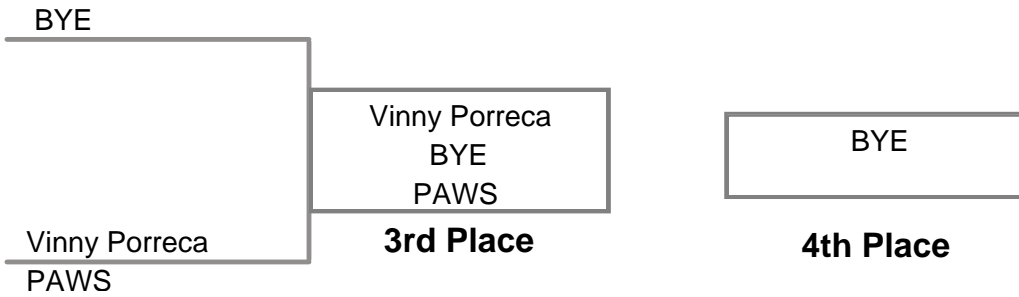 BYE
Vinny Porreca
BYE
PAWS
3rd Place
BYE
4th Place
Vinny Porreca
PAWS